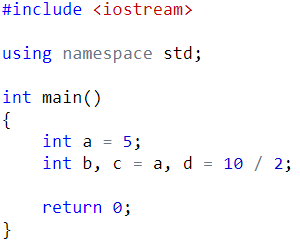 #include <iostream>
using namespace std;
int main()
{
    int a = 5;
    int b, c = a, d = 10 / 2;
    return 0;
}